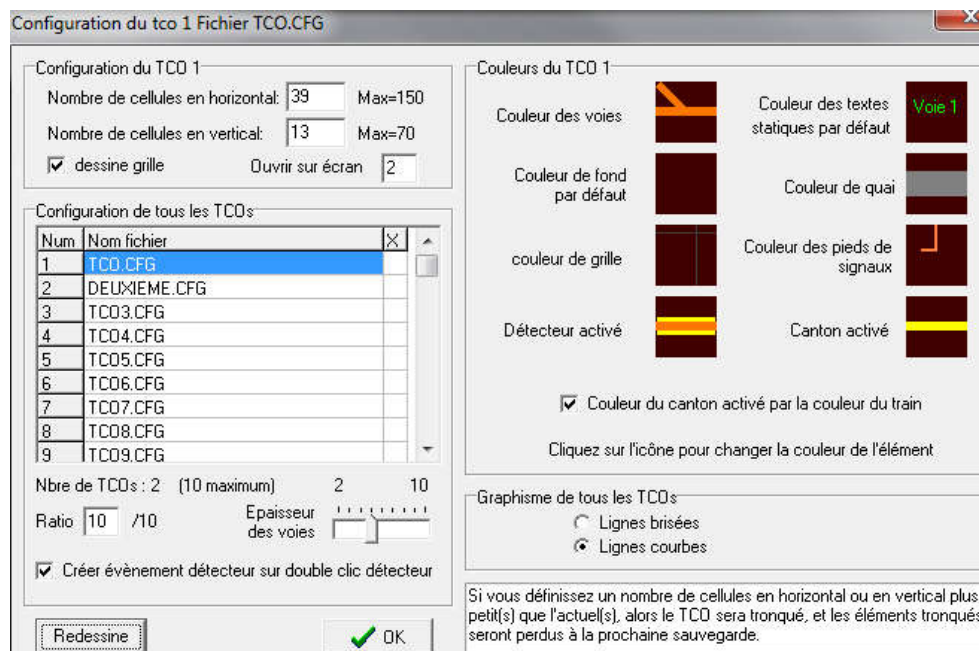 Configuration du tco 1 Fichier TCO.CFG
Configuration du TCO 1
Nombre de cellules en horizontal: 39 Max=150
Nombre de cellules en vertical: 13 Max=70
dessine grille Ouvrir sur écran 2
Configuration de tous les TCOs
Num Nom fichier X
1 TCO.CFG
2 DEUXIEME.CFG
3 TCO3.CFG
4 TCO4.CFG
5 TCO5.CFG
6 TCO6.CFG
7 TCO7.CFG
8 TCO8.CFG
9 TCO9.CFG
Nbre de TCOs : 2 (10 maximum) 2 10
Ratio 10 /10 Epaisseur
des voies
Créer évènement détecteur sur double clic détecteur
Redessine OK
Couleurs du TCO 1
Couleur des voies
Couleur des textes
statiques par défaut
Voie 1
Couleur de fond
par défaut
Couleur de quai
couleur de grille
Couleur des pieds de
signaux
Détecteur activé
Canton activé
Couleur du canton activé par la couleur du train
Cliquez sur l'icône pour changer la couleur de l'élément
Graphisme de tous les TCOs
Lignes brisées
Lignes courbes
Si vous définissez un nombre de cellules en horizontal ou en vertical plus
petit(s) que l'actuel(s), alors le TCO sera tronqué, et les éléments tronqués
seront perdus à la prochaine sauvegarde.